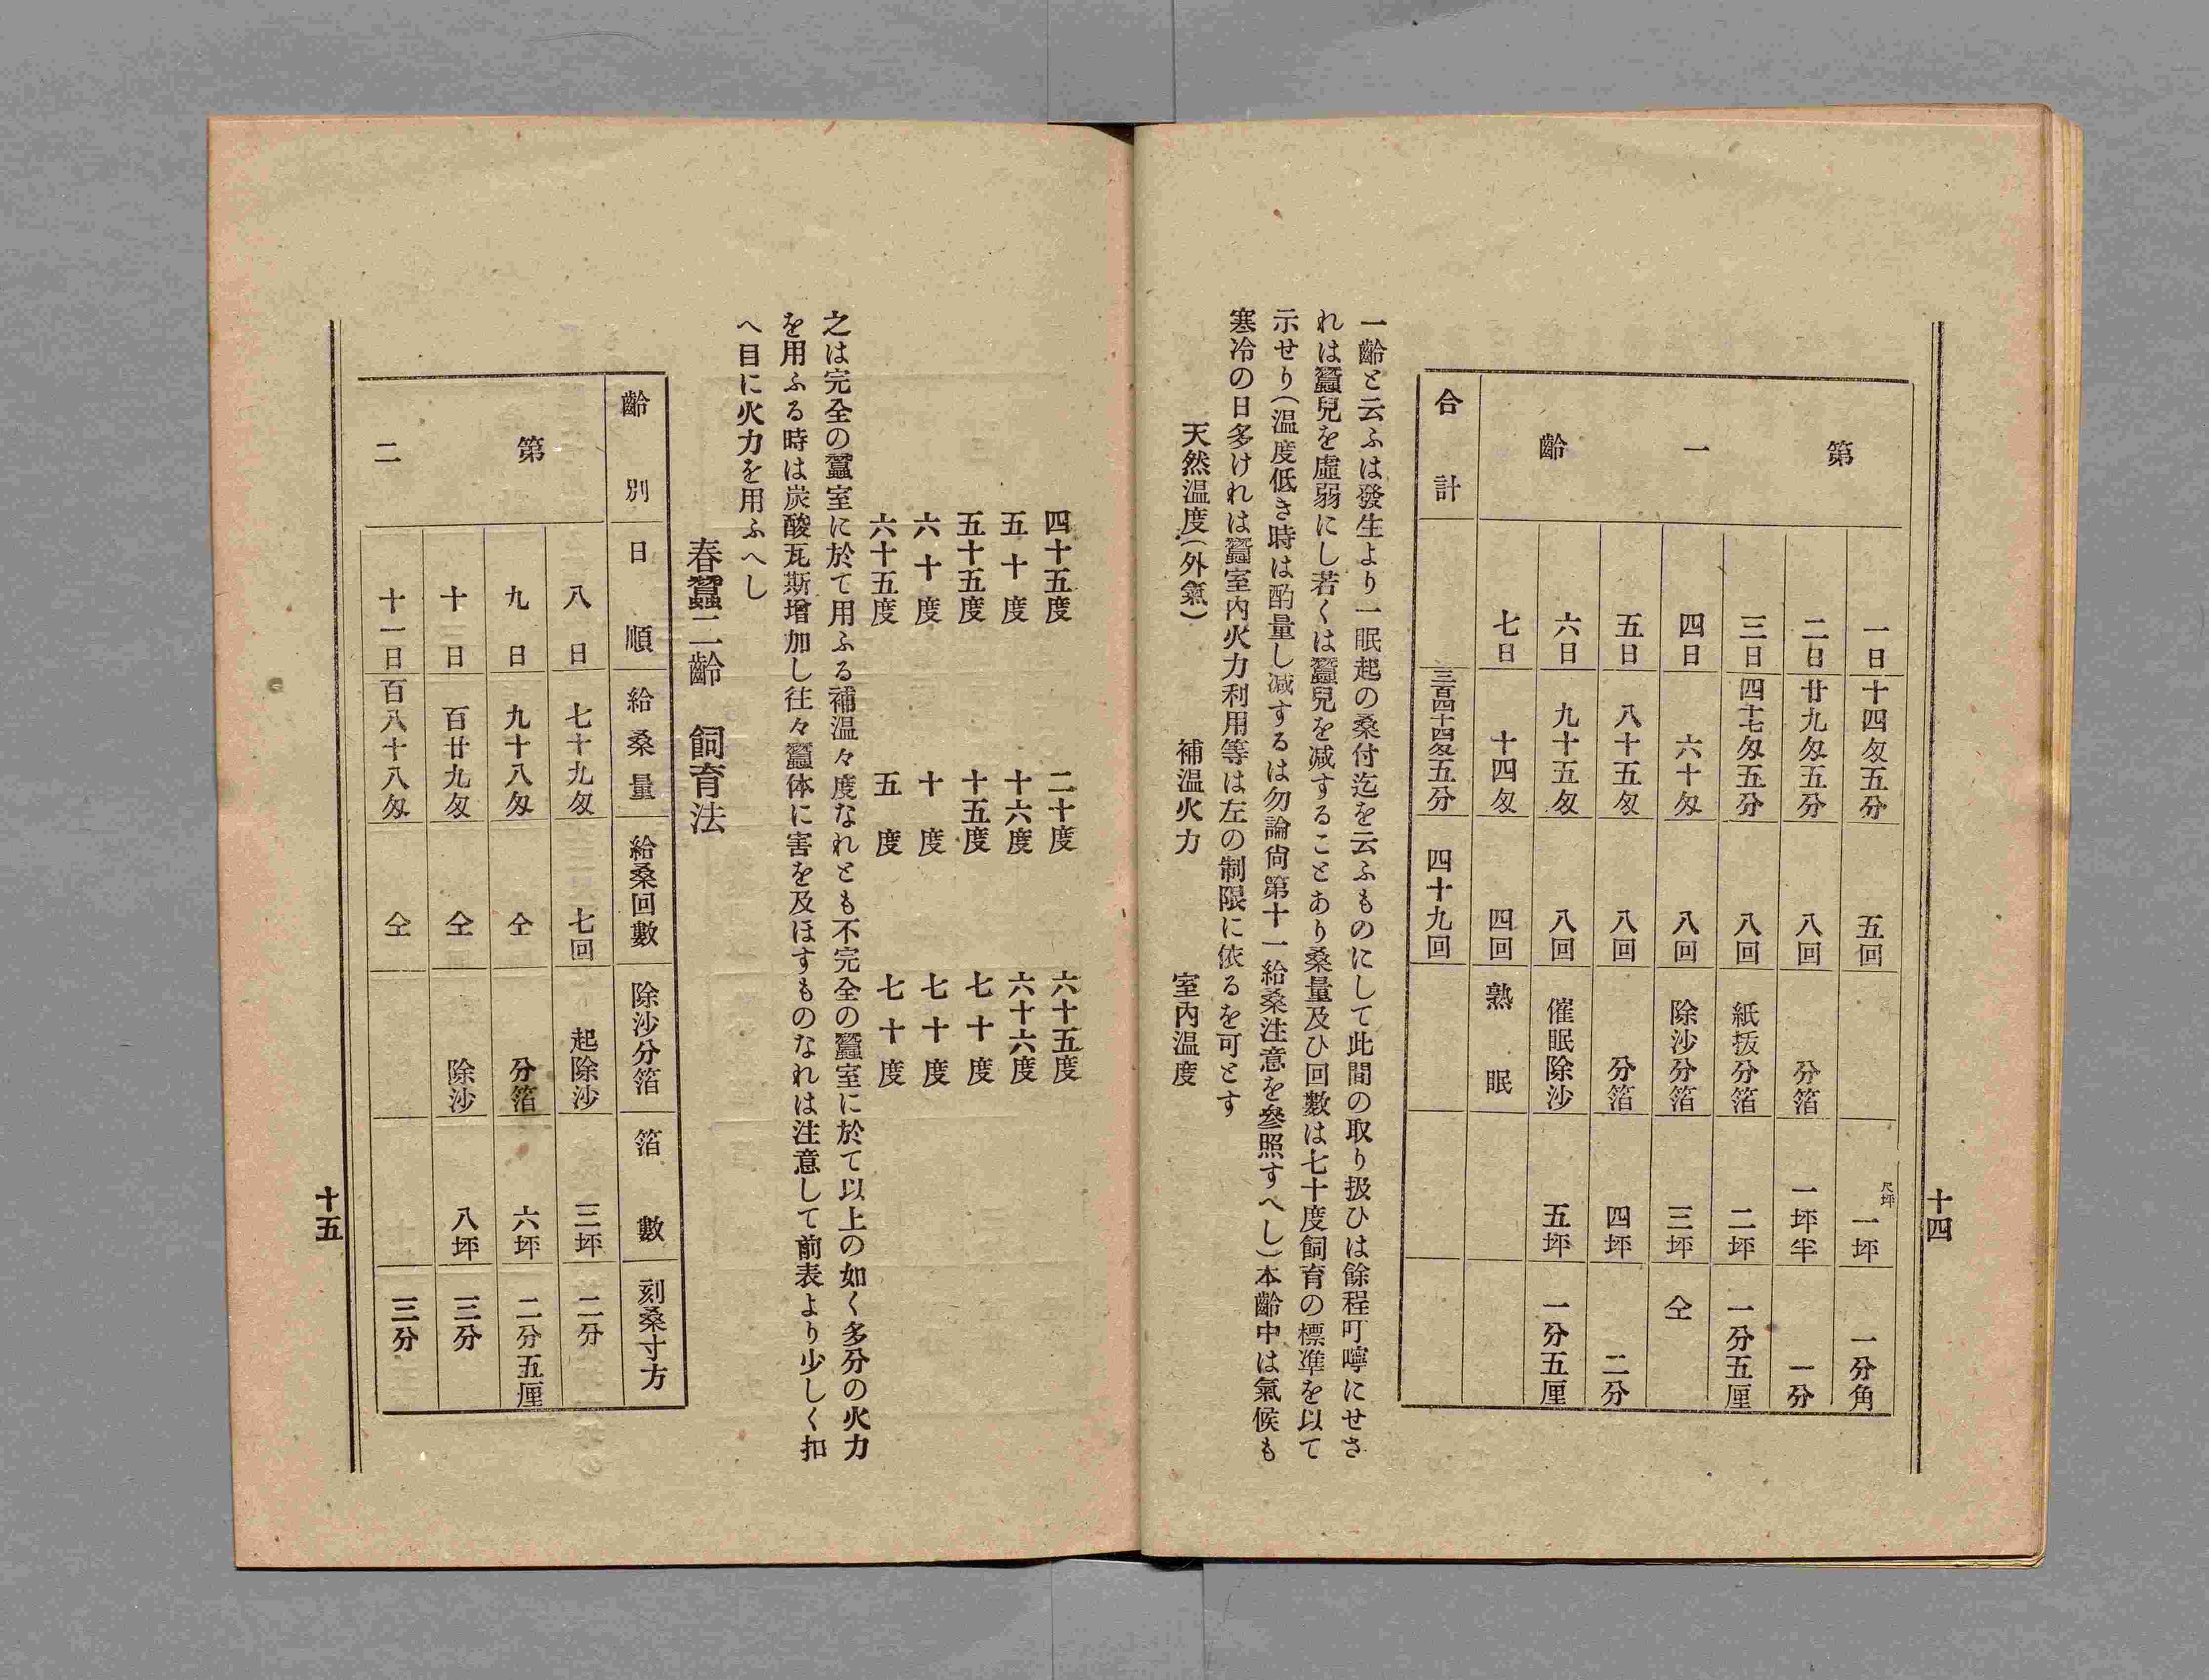 十四
第一齡
一日 十四匁五分 五回 尺坪一坪 一分角
二日 廿九匁五分 八回 分箔 一坪半 一分
三日 四十七匁五分 八回 紙拔分箔 二坪 一分五厘
四日 六十匁 八回 除沙分箔 三坪 仝
五日 八十五匁 八回 分箔 四坪 二分
六日 九十五匁 八回 催眠除沙 五坪 一分五厘
七日 十四匁 四回 熟眠
合計 三百四十四匁五分 四十九回
一齡と云ふは發生より一眠起の桑付迄を云ふものにして此間の取り扱ひは餘程叮嚀にせさ
れは蠶兒を虛弱にし若くは蠶兒を减することあり桑量及ひ回數は七十度飼育の標準を以て
示せり(温度低き時は酌量し减するは勿論尙第十一給桑注意を參照すへし)本齡中は氣候も
寒冷の日多けれは蠶室內火力利用等は左の制限に依るを可とす
天然温度(外氣) 補温火力 室內温度
四十五度 二十度 六十五度
五十度 十六度 六十六度
五十五度 十五度 七十度
六十度 十度 七十度
六十五度 五度 七十度
之は完全の蠶室に於て用ふる補温々度なれとも不完全の蠶室に於て以上の如く多分の火力
を用ふる時は炭酸瓦斯增加し往々蠶体に害を及ほすものなれは注意して前表より少しく扣
へ目に火力を用ふへし
春蠶二齡 飼育法
齡別 日順 給桑量 給桑回數 除沙分箔 箔數 刻桑寸方
第二
八日 七十九匁 七回 起除沙 三坪 二分
九日 九十八匁 仝 分箔 六坪 二分五厘
十日 百廿九匁 仝 除沙 八坪 三分
十一日 百八十八匁 仝 三分
十五